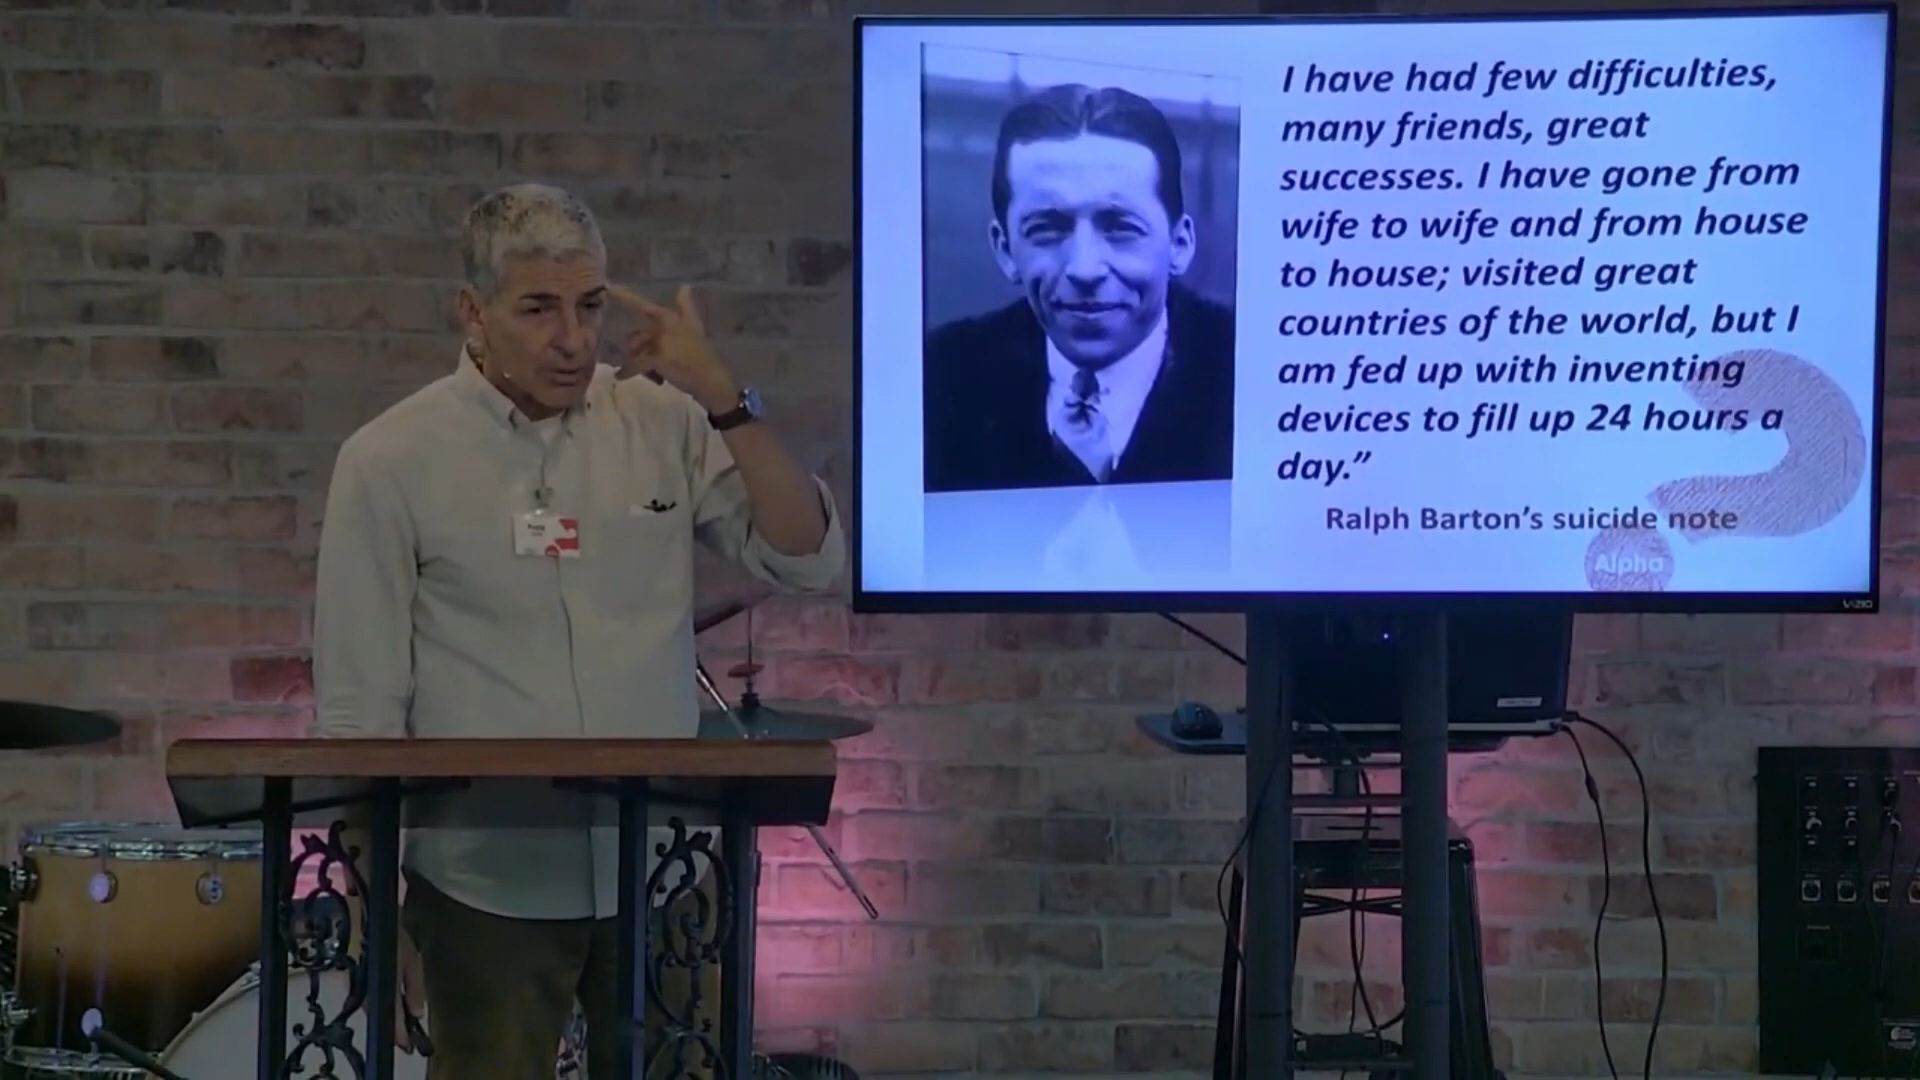 I have had few difficulties,
many friends, great
successes. I have gone from
wife to wife and from house
to house; visited great
countries of the world, but I
am fed up with inventing
devices to fill up 24 hours a
day.”
Ralph Barton’s suicide note
Alpha
VIZIO